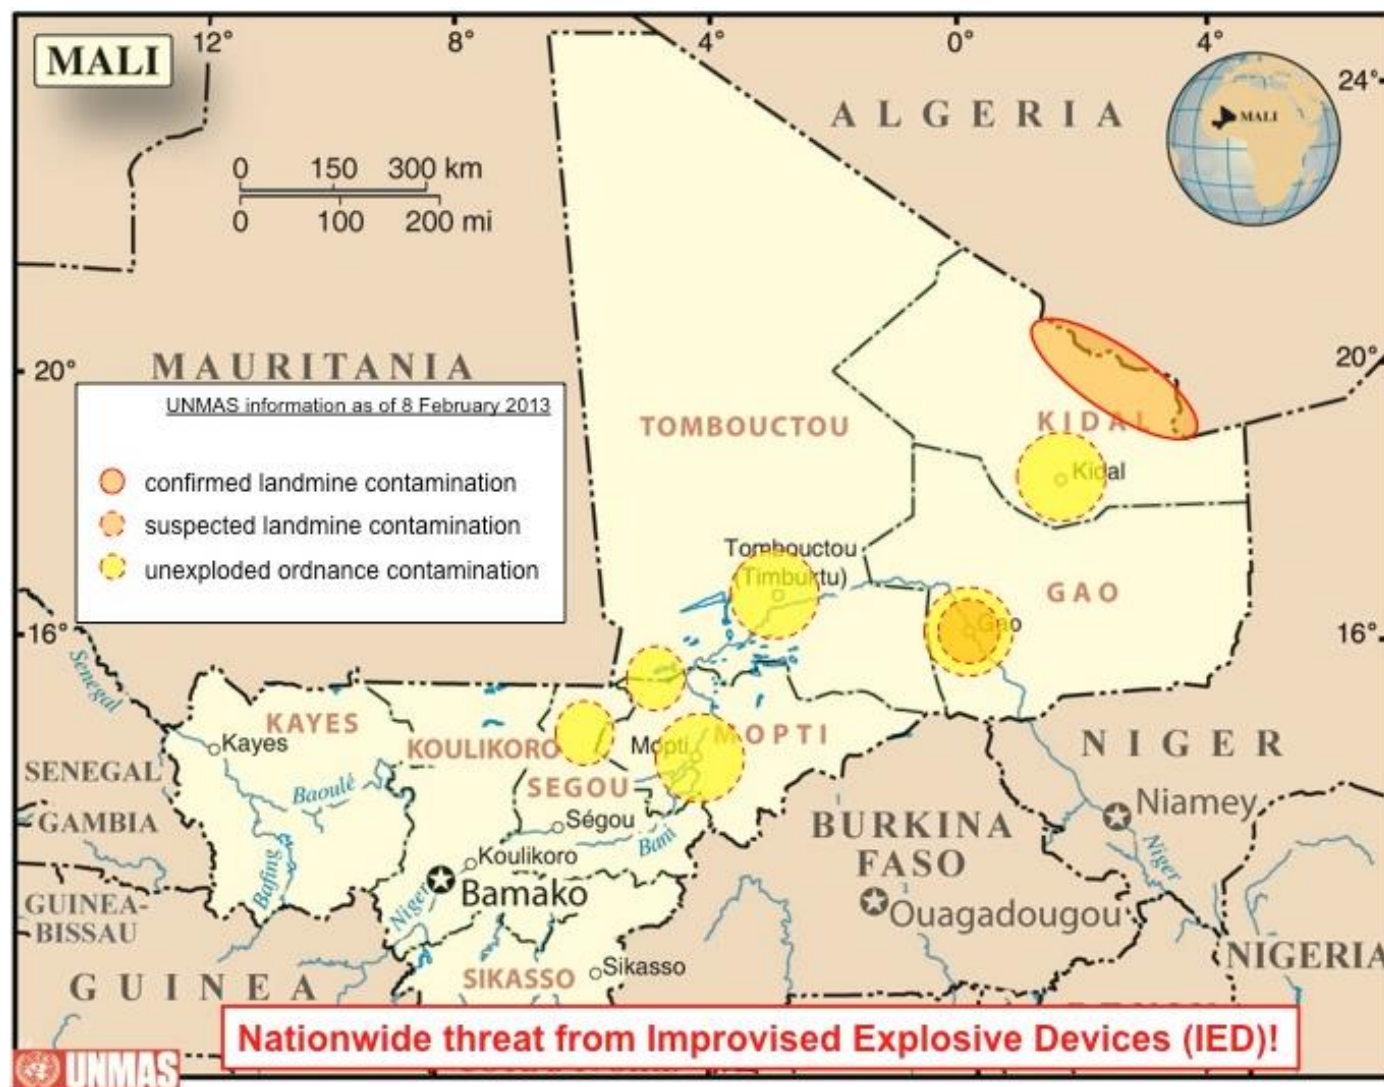 12°
8°
4°
0°
4°
MALI
24°
ALGERIA
MALI
0 150 300 km
0 100 200 mi
MAURITANIA
20°
20°
UNMAS information as of 8 February 2013
confirmed landmine contamination
suspected landmine contamination
unexploded ordnance contamination
TOMBOUCTOU
KIDAL
Kidal
Tombouctou
(Timbuktu)
GAO
Gao
16°
16°
Senegal
KAYES
Kayes
KOULIKORO
Mopti
MOPTI
NIGER
SENEGAL
SEGOU
Baoulé
Niamey
GAMBIA
Ségou
BURKINA
FASO
Bani
Niger
Koulikoro
Bafing
Bamako
Niger
Ouagadougou
GUINEA-
BISSAU
NIGERIA
SIKASSO
Sikasso
GUINEA
Nationwide threat from Improvised Explosive Devices (IED)!
UNMAS